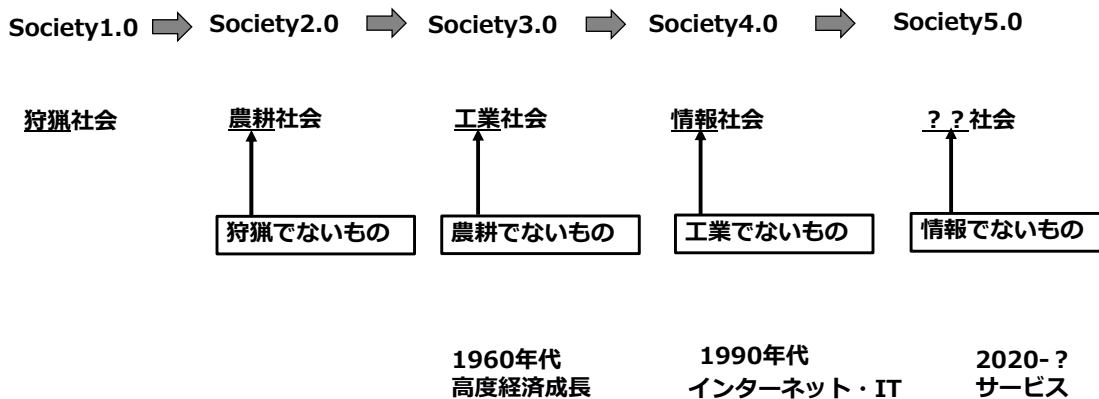 Society1.0 Society2.0 Society3.0 Society4.0 Society5.0
狩猟社会 農耕社会 工業社会 情報社会 ？？社会
狩猟でないもの 農耕でないもの 工業でないもの 情報でないもの
1960年代 1990年代 2020-？
高度経済成長 インターネット・IT サービス